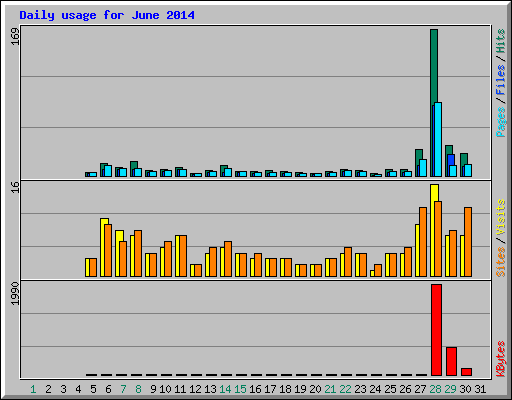 Daily usage for June 2014
169
Pages / Files / Hits
16
Sites / Visits
1990
KBytes
1 2 3 4 5 6 7 8 9 10 11 12 13 14 15 16 17 18 19 20 21 22 23 24 25 26 27 28 29 30 31